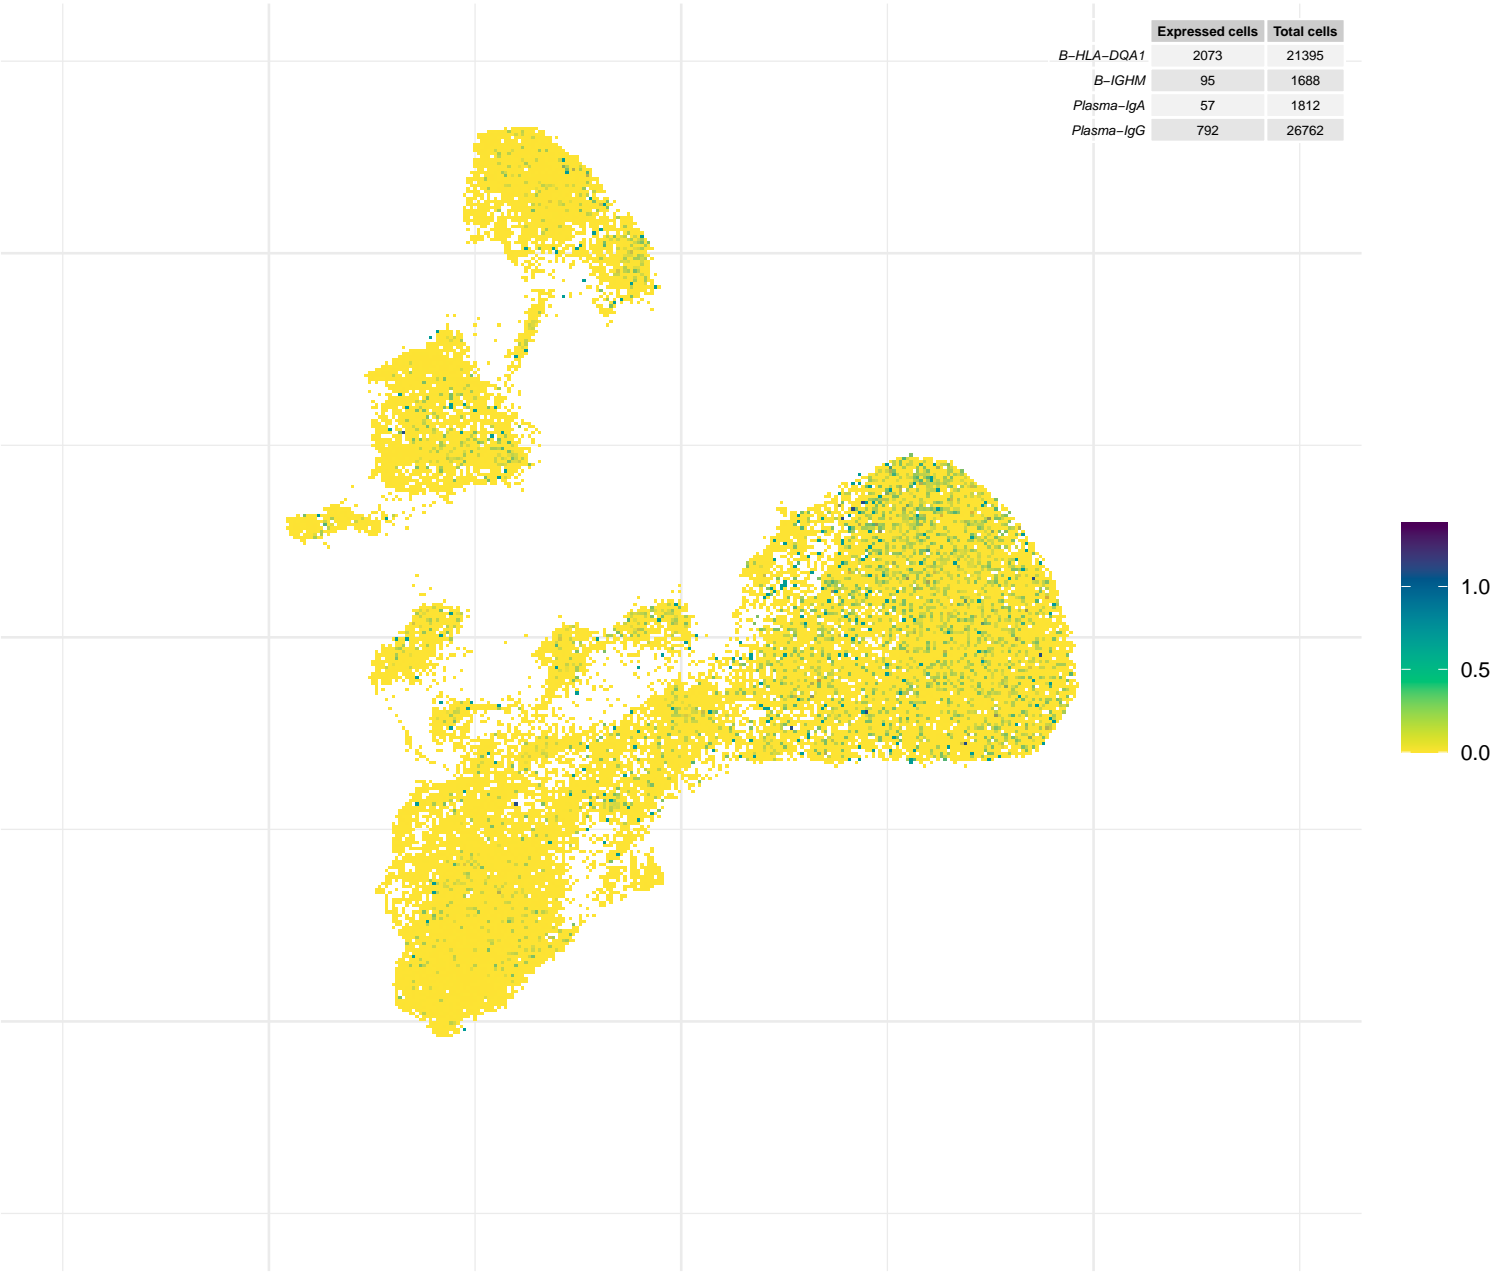 Expressed cells Total cells
B−HLA−DQA1 2073 21395
B−IGHM 95 1688
Plasma−IgA 57 1812
Plasma−IgG 792 26762
1.0
0.5
0.0